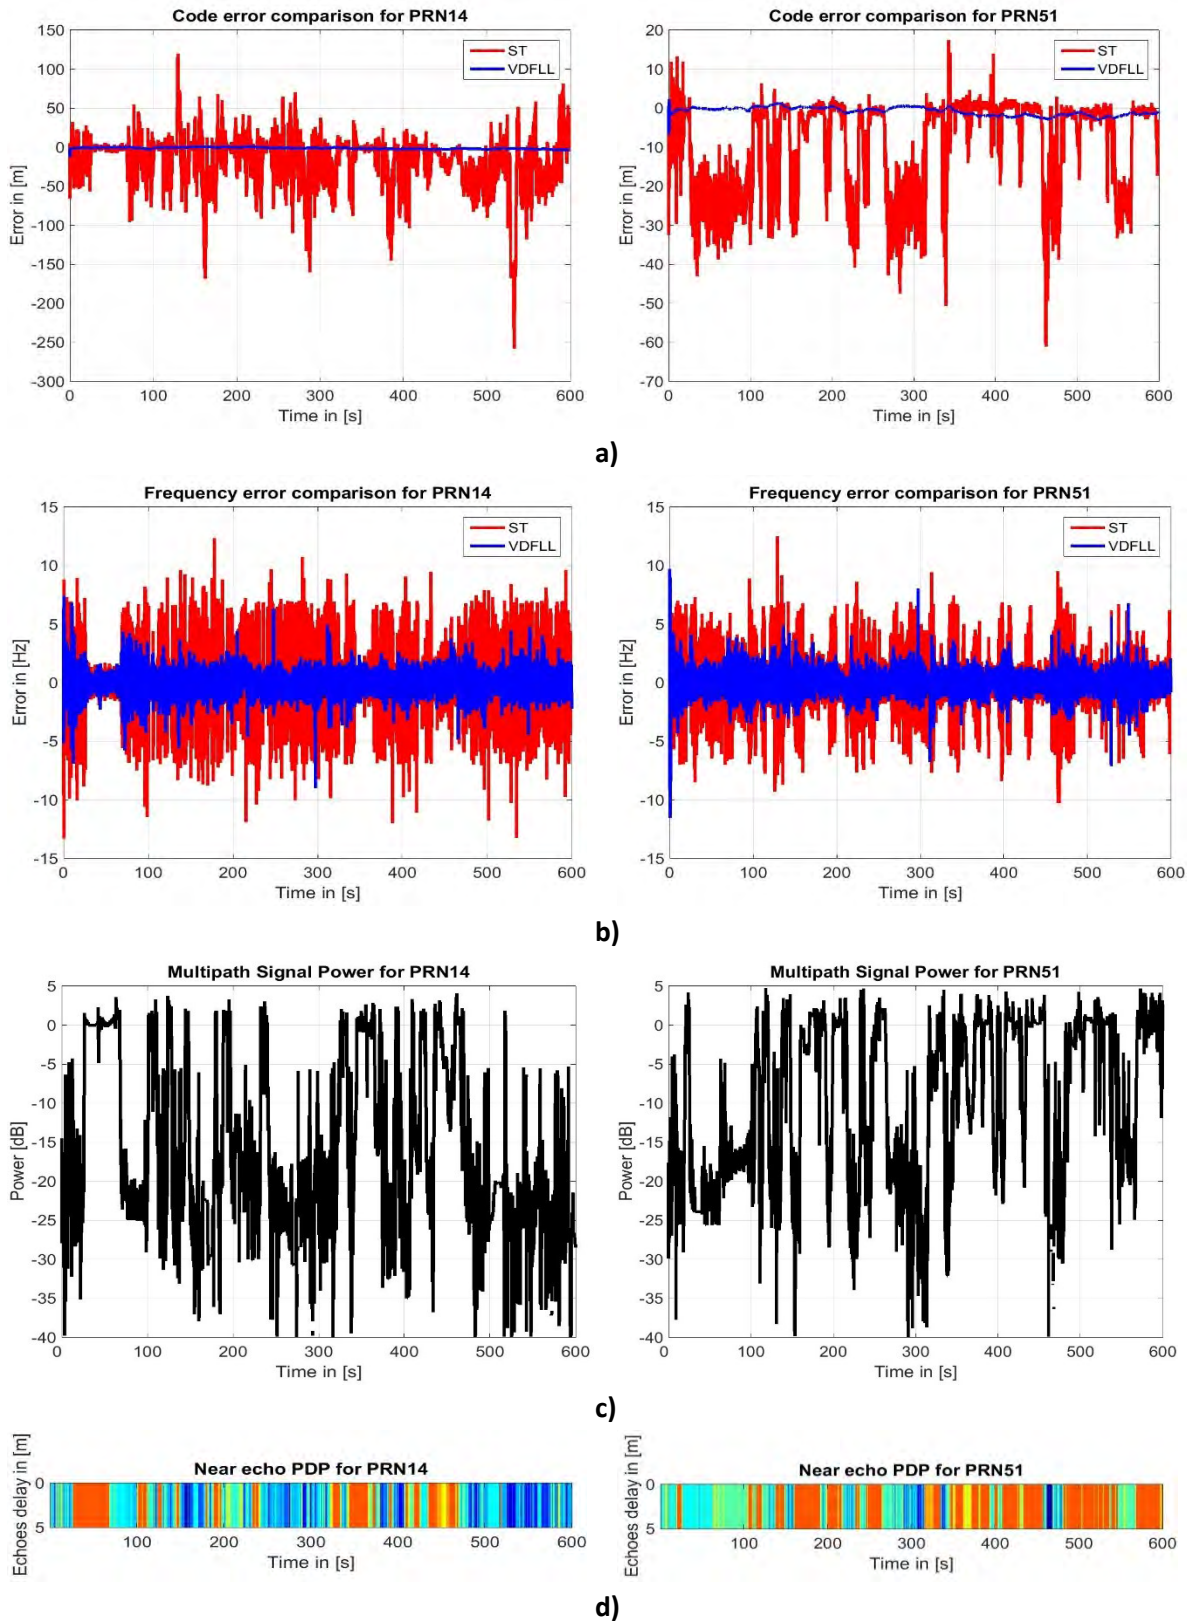 Code error comparison for PRN14
Code error comparison for PRN51
150
100
50
0
-50
-100
-150
-200
-250
-300
Error in [m]
ST
VDFLL
0 100 200 300 400 500 600
Time in [s]
20
10
0
-10
-20
-30
-40
-50
-60
-70
Error in [m]
ST
VDFLL
0 100 200 300 400 500 600
Time in [s]
a)
Frequency error comparison for PRN14
Frequency error comparison for PRN51
15
10
5
0
-5
-10
-15
Error in [Hz]
ST
VDFLL
0 100 200 300 400 500 600
Time in [s]
15
10
5
0
-5
-10
-15
Error in [Hz]
ST
VDFLL
0 100 200 300 400 500 600
Time in [s]
b)
Multipath Signal Power for PRN14
Multipath Signal Power for PRN51
5
0
-5
-10
-15
-20
-25
-30
-35
-40
Power [dB]
0 100 200 300 400 500 600
Time in [s]
5
0
-5
-10
-15
-20
-25
-30
-35
-40
Power [dB]
0 100 200 300 400 500 600
Time in [s]
c)
Near echo PDP for PRN14
Near echo PDP for PRN51
Echoes delay in [m]
0
5
100 200 300 400 500 600
Time in [s]
Echoes delay in [m]
0
5
100 200 300 400 500 600
Time in [s]
d)